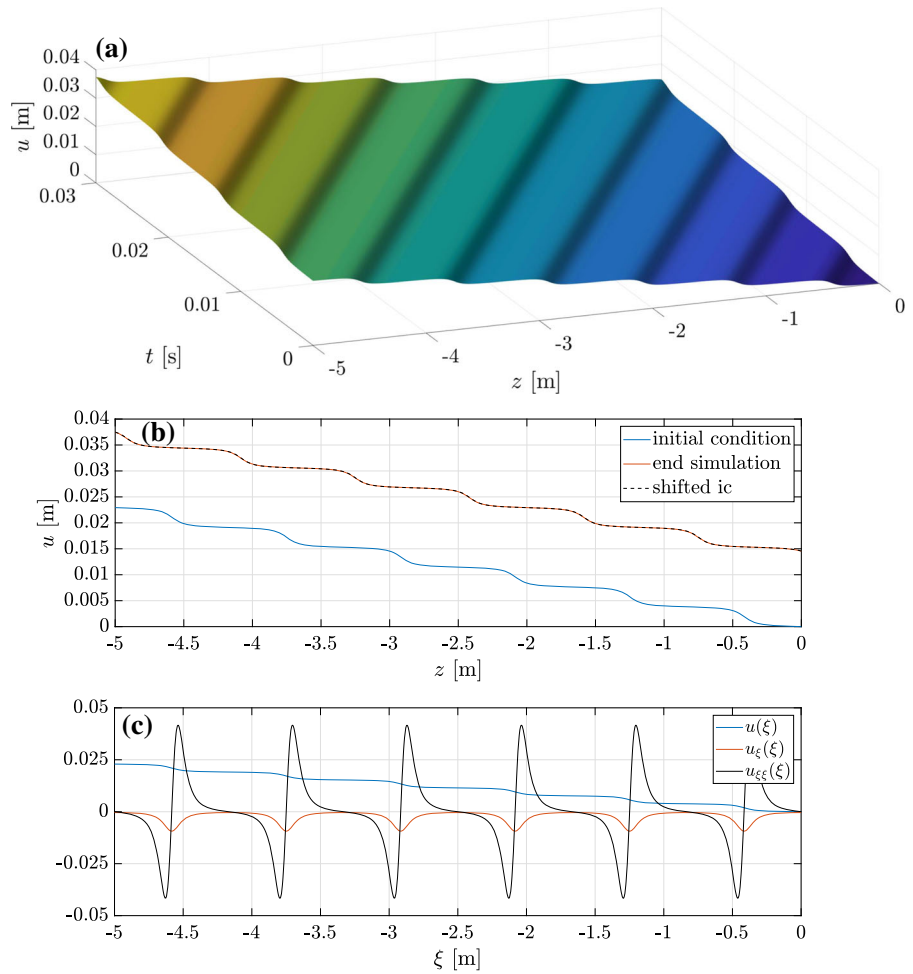 (a)
0.04
0.03
0.02
0.01
0
u [m]
0.03
0.02
0.01
0
t [s]
-5
-4
-3
-2
-1
0
z [m]
(b)
0.04
0.035
0.03
0.025
0.02
0.015
0.01
0.005
0
u [m]
initial condition
end simulation
shifted ic
-5 -4.5 -4 -3.5 -3 -2.5 -2 -1.5 -1 -0.5 0
z [m]
(c)
0.05
0.025
0
-0.025
-0.05
u(ξ)
u_ξ(ξ)
u_ξξ(ξ)
-5 -4.5 -4 -3.5 -3 -2.5 -2 -1.5 -1 -0.5 0
ξ [m]